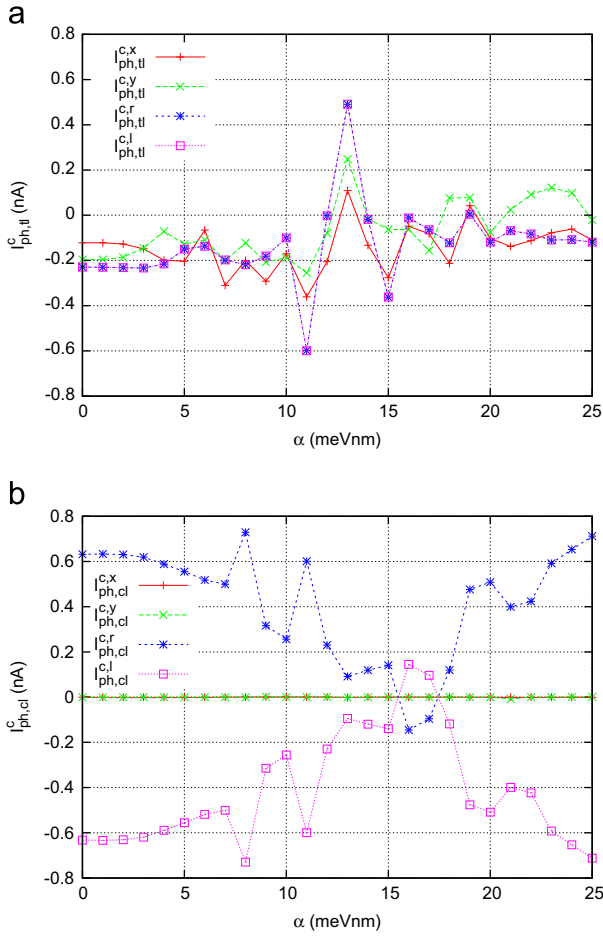 a
0.8
0.6
0.4
0.2
0
-0.2
-0.4
-0.6
-0.8
I^c_ph,tl (nA)
I^c,x_ph,tl
I^c,y_ph,tl
I^c,r_ph,tl
I^c,l_ph,tl
0 5 10 15 20 25
α (meVnm)
b
0.8
0.6
0.4
0.2
0
-0.2
-0.4
-0.6
-0.8
I^c_ph,cl (nA)
I^c,x_ph,cl
I^c,y_ph,cl
I^c,r_ph,cl
I^c,l_ph,cl
0 5 10 15 20 25
α (meVnm)